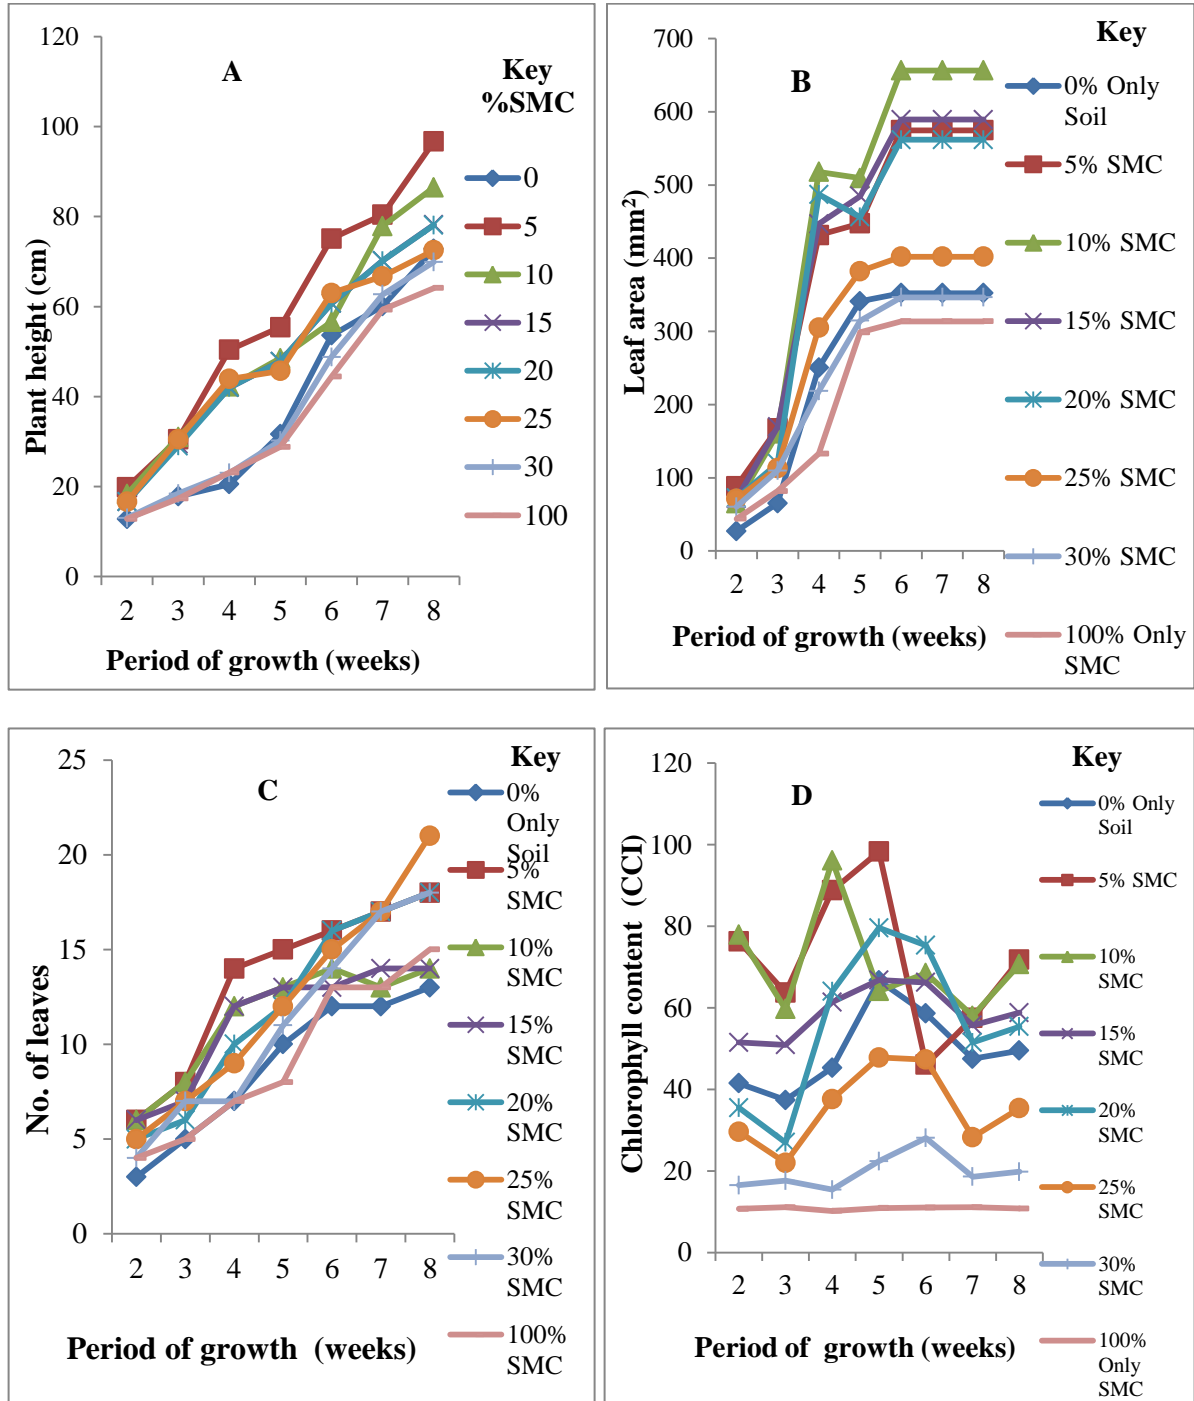 A
Key
%SMC
120
100
80
60
40
20
0
Plant height (cm)
2 3 4 5 6 7 8
Period of growth (weeks)
0
5
10
15
20
25
30
100
B
Key
700
600
500
400
300
200
100
0
Leaf area (mm²)
2 3 4 5 6 7 8
Period of growth (weeks)
0% Only
Soil
5% SMC
10% SMC
15% SMC
20% SMC
25% SMC
30% SMC
100% Only
SMC
C
Key
25
20
15
10
5
0
No. of leaves
2 3 4 5 6 7 8
Period of growth (weeks)
0%
Only
Soil
5%
SMC
10%
SMC
15%
SMC
20%
SMC
25%
SMC
30%
SMC
100%
SMC
D
Key
120
100
80
60
40
20
0
Chlorophyll content (CCI)
2 3 4 5 6 7 8
Period of growth (weeks)
0% Only
Soil
5% SMC
10%
SMC
15%
SMC
20%
SMC
25%
SMC
30%
SMC
100%
Only
SMC